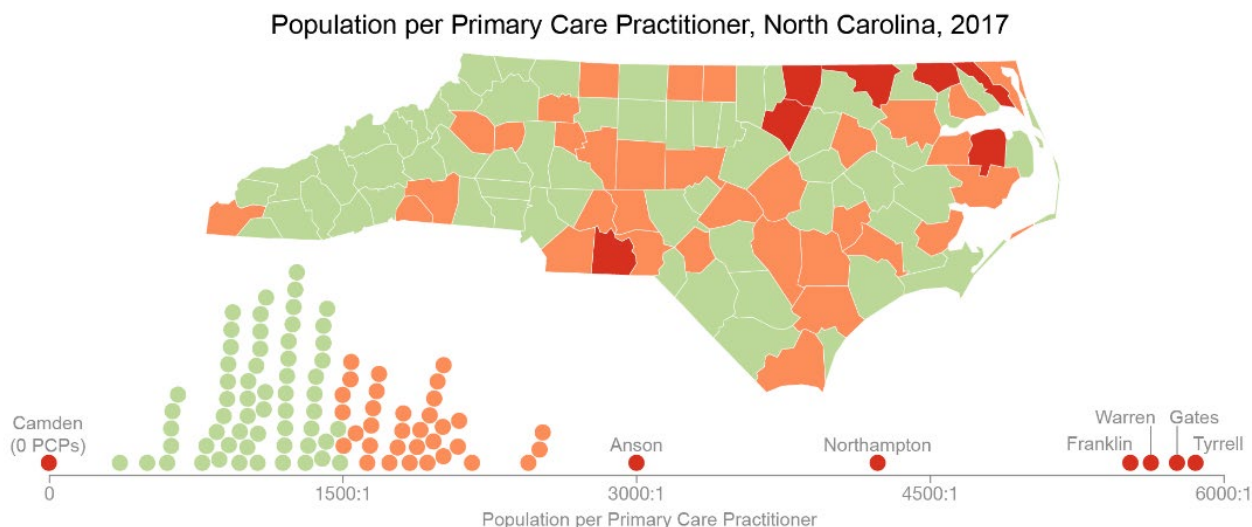 Population per Primary Care Practitioner, North Carolina, 2017
Camden
(0 PCPs)
Anson
Northampton
Warren
Gates
Franklin
Tyrrell
0
1500:1
3000:1
4500:1
6000:1
Population per Primary Care Practitioner